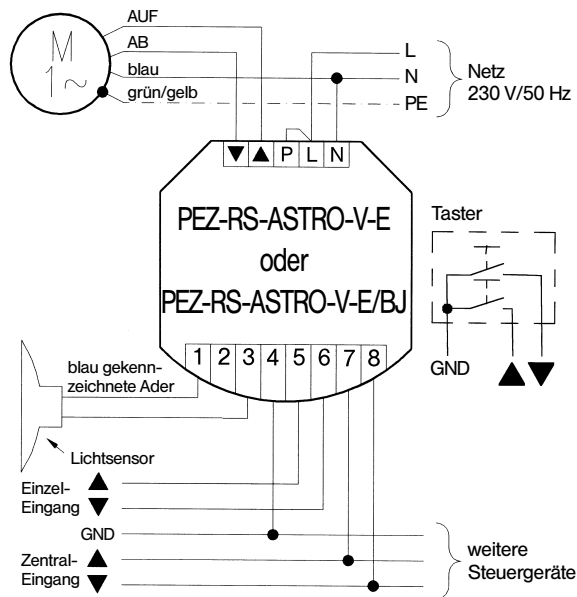 AUF
M
1~
AB
blau
grün/gelb
L
N
PE
Netz
230 V/50 Hz
▼ ▲ P L N
PEZ-RS-ASTRO-V-E
oder
PEZ-RS-ASTRO-V-E/BJ
Taster
GND ▲ ▼
1 2 3 4 5 6 7 8
blau gekenn-
zeichnete Ader
Lichtsensor
Einzel- ▲
Eingang ▼
GND
Zentral- ▲
Eingang ▼
weitere
Steuergeräte